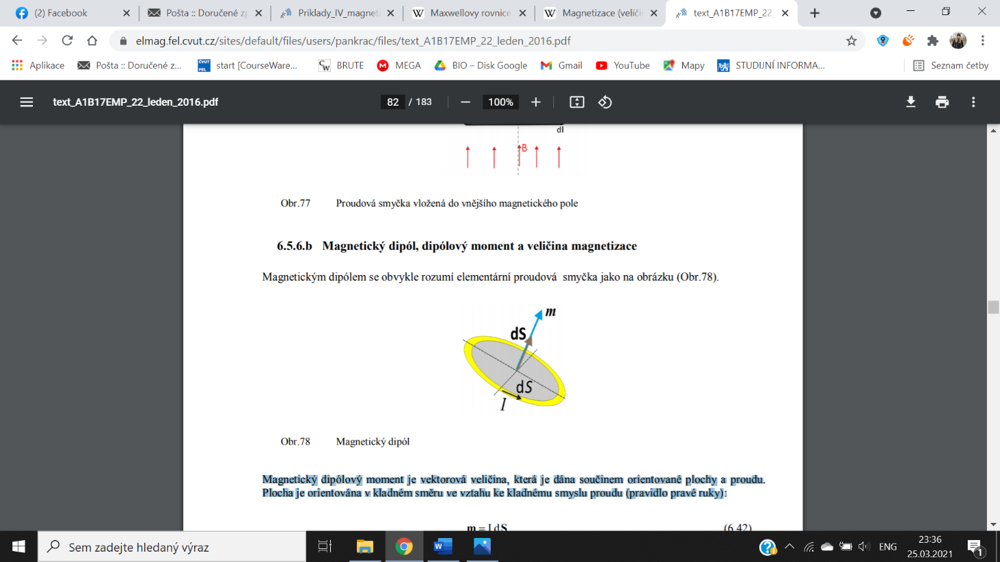 (2) Facebook
Pošta :: Doručené zp
Priklady_IV_magnet
Maxwellovy rovnice
Magnetizace (veličin
text_A1B17EMP_22_
elmag.fel.cvut.cz/sites/default/files/users/pankrac/files/text_A1B17EMP_22_leden_2016.pdf
Aplikace
Pošta :: Doručené z...
start [CourseWare...
BRUTE
MEGA
BIO – Disk Google
Gmail
YouTube
Mapy
STUDIJNÍ INFORMA...
Seznam četby
text_A1B17EMP_22_leden_2016.pdf
82 / 183
100%
dl
B
Obr.77 Proudová smyčka vložená do vnějšího magnetického pole
6.5.6.b Magnetický dipól, dipólový moment a veličina magnetizace
Magnetickým dipólem se obvykle rozumí elementární proudová smyčka jako na obrázku (Obr.78).
m
dS
dS
I
Obr.78 Magnetický dipól
Magnetický dipólový moment je vektorová veličina, která je dána součinem orientované plochy a proudu.
Plocha je orientována v kladném směru ve vztahu ke kladnému smyslu proudu (pravidlo pravé ruky):
m = I dS (6.42)
Sem zadejte hledaný výraz
ENG
23:36
25.03.2021
1